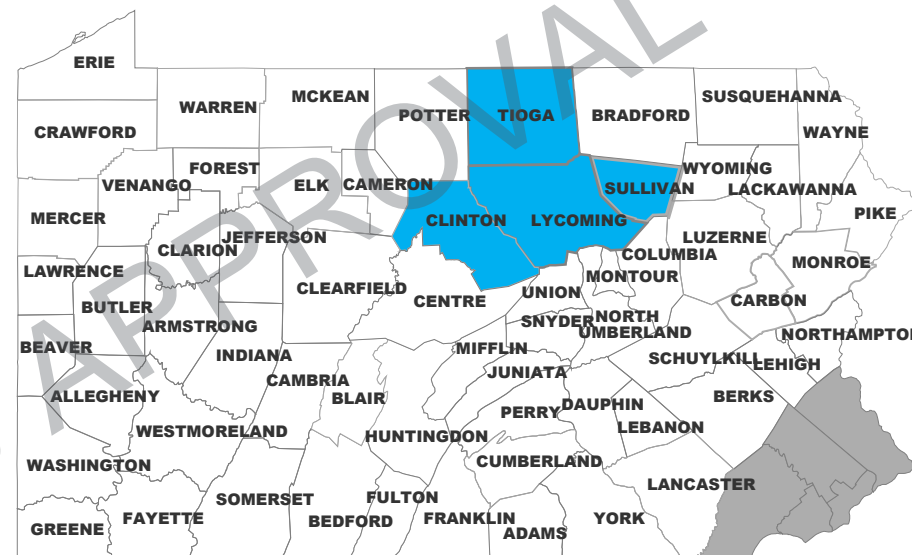 APPROVAL
ERIE
WARREN
MCKEAN
POTTER
TIOGA
BRADFORD
SUSQUEHANNA
CRAWFORD
WAYNE
FOREST
VENANGO
ELK
CAMERON
SULLIVAN
WYOMING
LACKAWANNA
MERCER
CLINTON
LYCOMING
PIKE
CLARION
JEFFERSON
LUZERNE
COLUMBIA
LAWRENCE
MONTOUR
MONROE
CLEARFIELD
CENTRE
UNION
CARBON
BUTLER
ARMSTRONG
SNYDER
NORTH
UMBERLAND
NORTHAMPTON
BEAVER
INDIANA
MIFFLIN
SCHUYLKILL
LEHIGH
JUNIATA
CAMBRIA
ALLEGHENY
BLAIR
PERRY
DAUPHIN
BERKS
WESTMORELAND
HUNTINGDON
LEBANON
WASHINGTON
CUMBERLAND
LANCASTER
SOMERSET
FULTON
GREENE
FAYETTE
BEDFORD
FRANKLIN
ADAMS
YORK